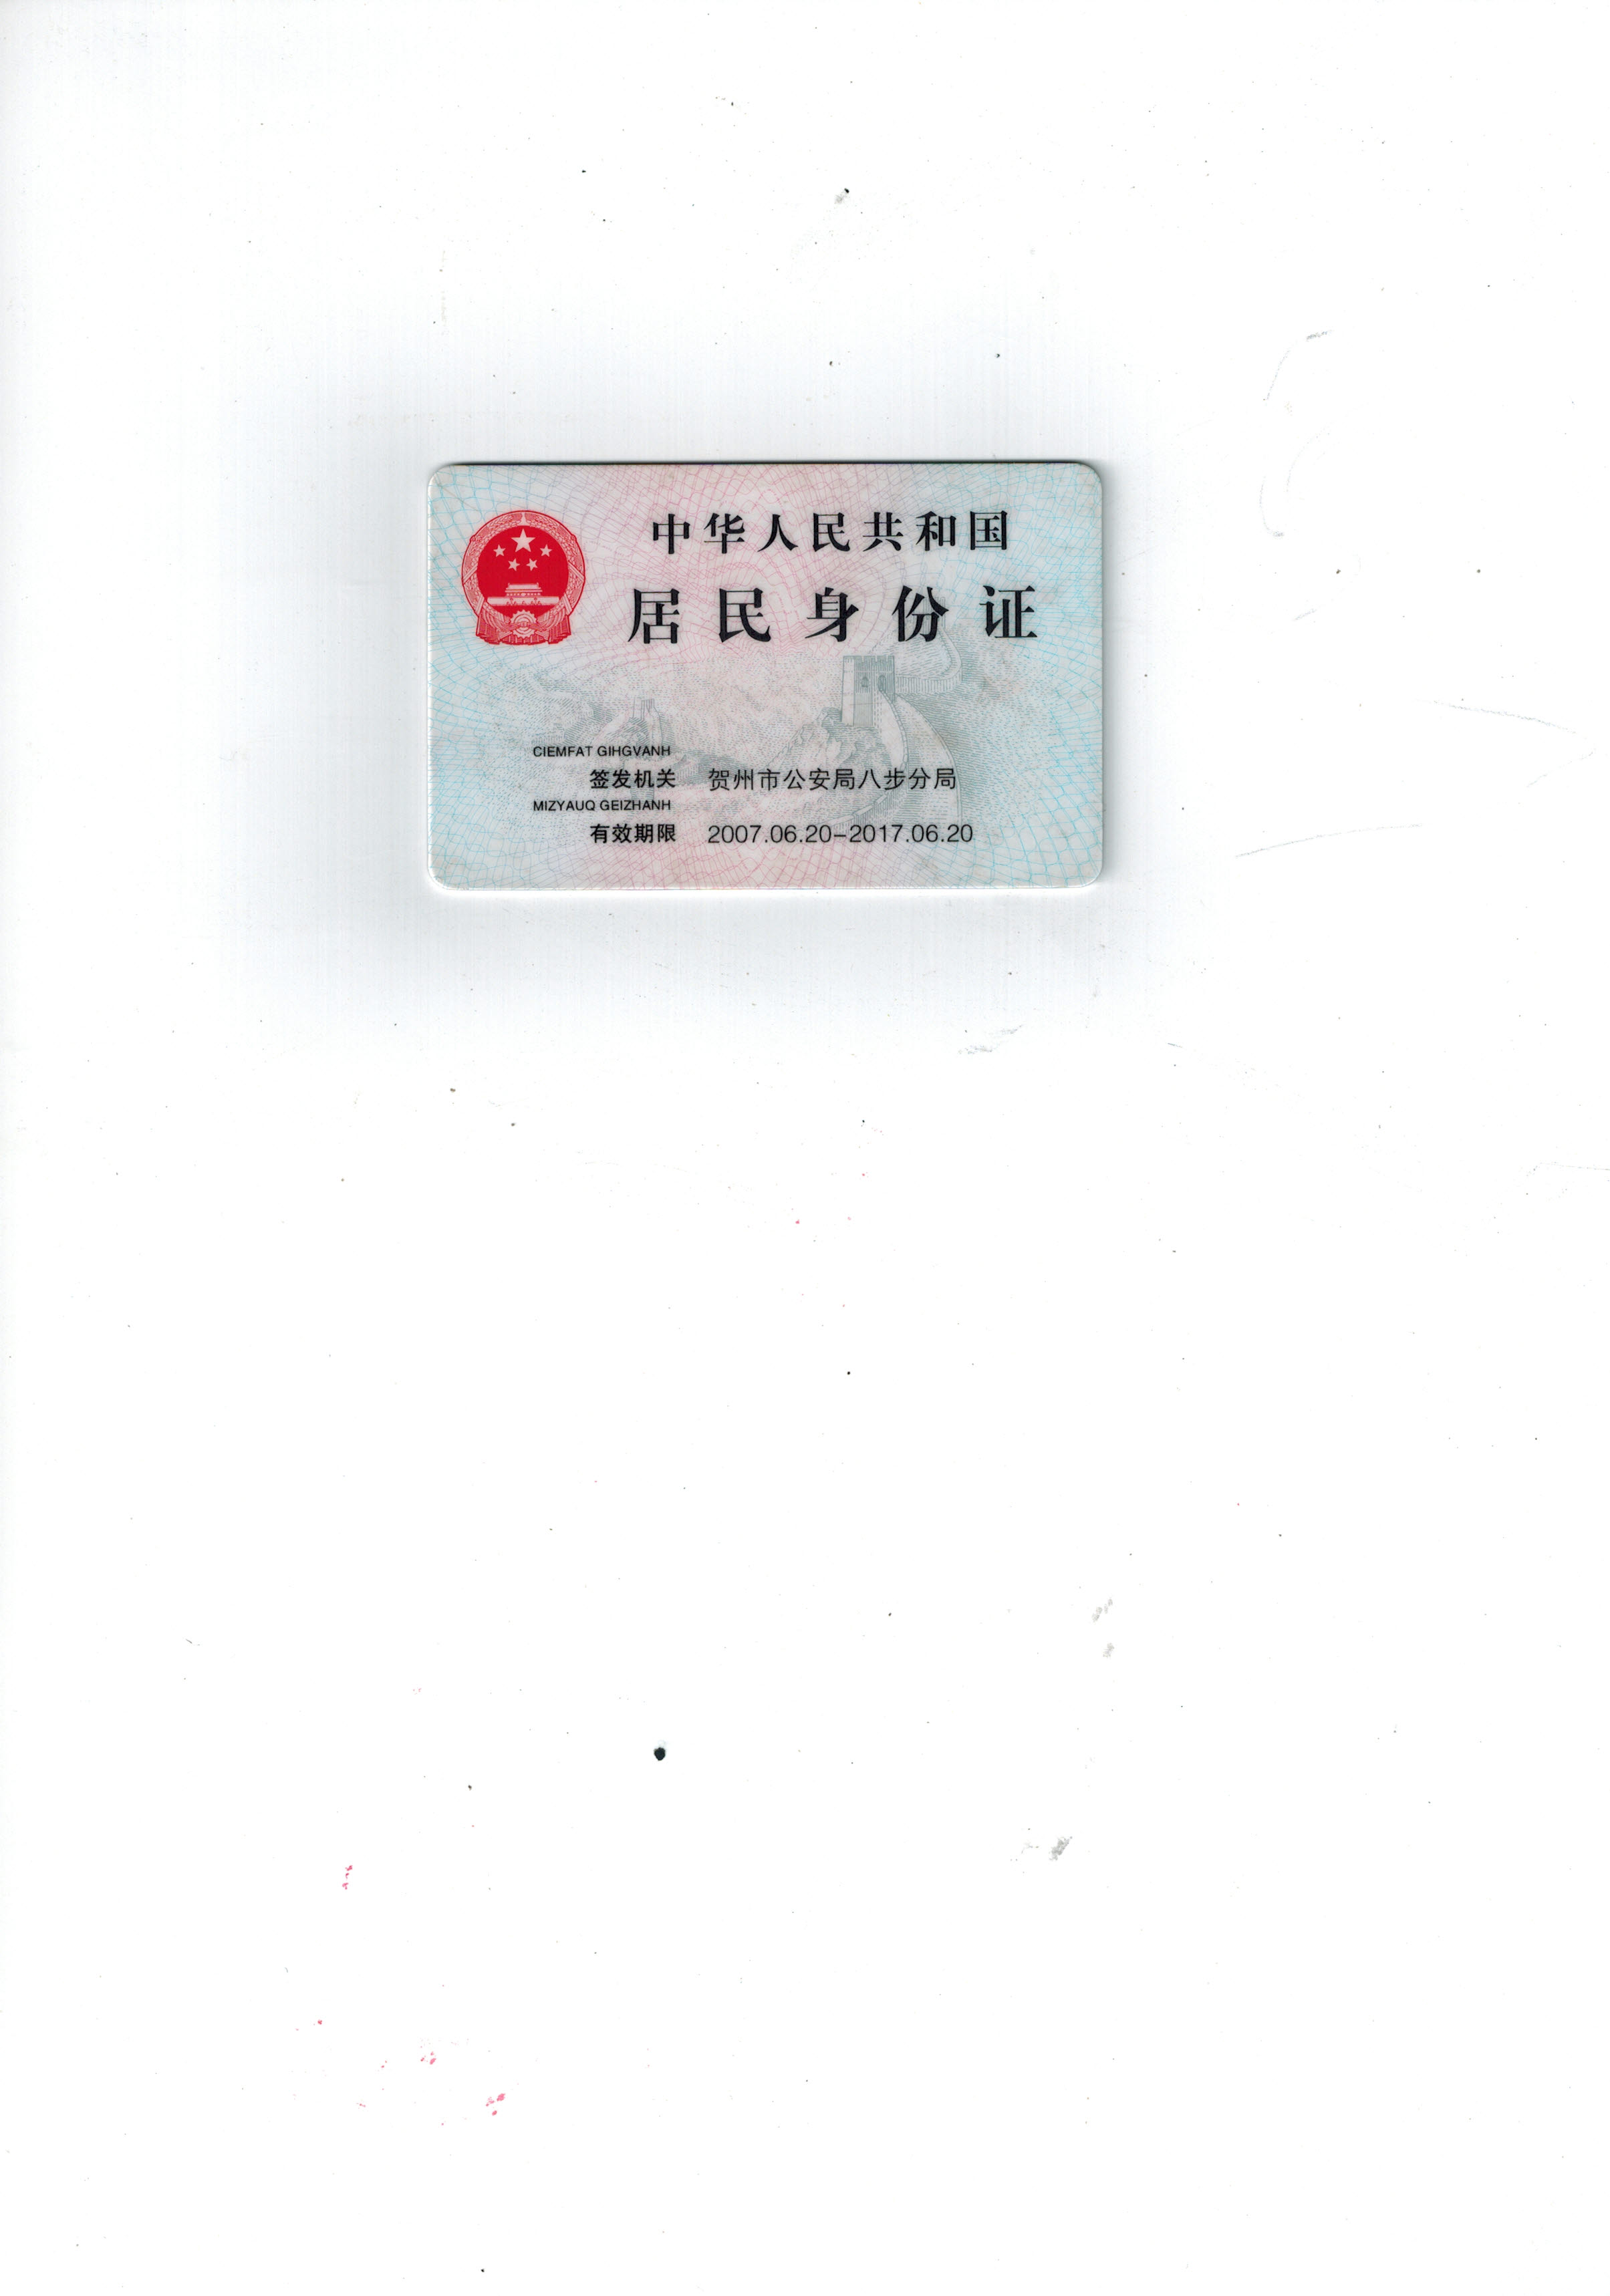 中华人民共和国
居民身份证
CIEMFAT GIHGVANH
签发机关 贺州市公安局八步分局
MIZYAUQ GEIZHANH
有效期限 2007.06.20-2017.06.20